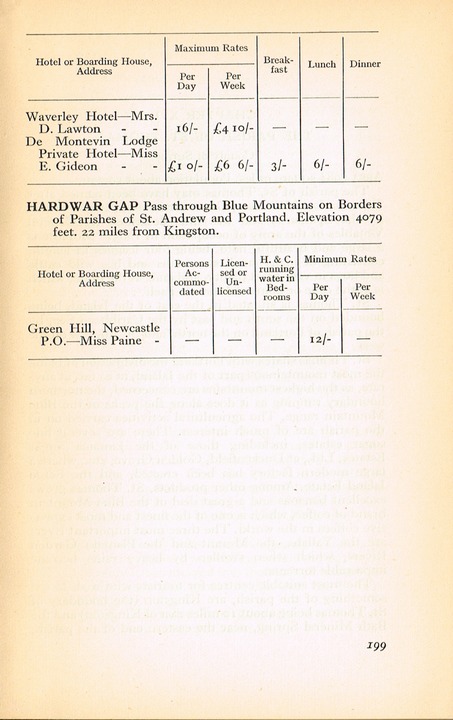 Hotel or Boarding House, Address | Maximum Rates | Break-fast | Lunch | Dinner
Per Day | Per Week
Waverley Hotel—Mrs.
D. Lawton - - 16/- £4 10/- — — —
De Montevin Lodge
Private Hotel—Miss
E. Gideon - - £1 0/- £6 6/- 3/- 6/- 6/-
HARDWAR GAP Pass through Blue Mountains on Borders
of Parishes of St. Andrew and Portland. Elevation 4079
feet. 22 miles from Kingston.
Hotel or Boarding House, Address | Persons Ac-commo-dated | Licen-sed or Un-licensed | H. & C. running water in Bed-rooms | Minimum Rates
Per Day | Per Week
Green Hill, Newcastle
P.O.—Miss Paine - — — — 12/- —
199